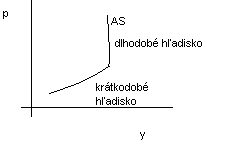 p
AS
dlhodobé hľadisko
krátkodobé
hľadisko
y